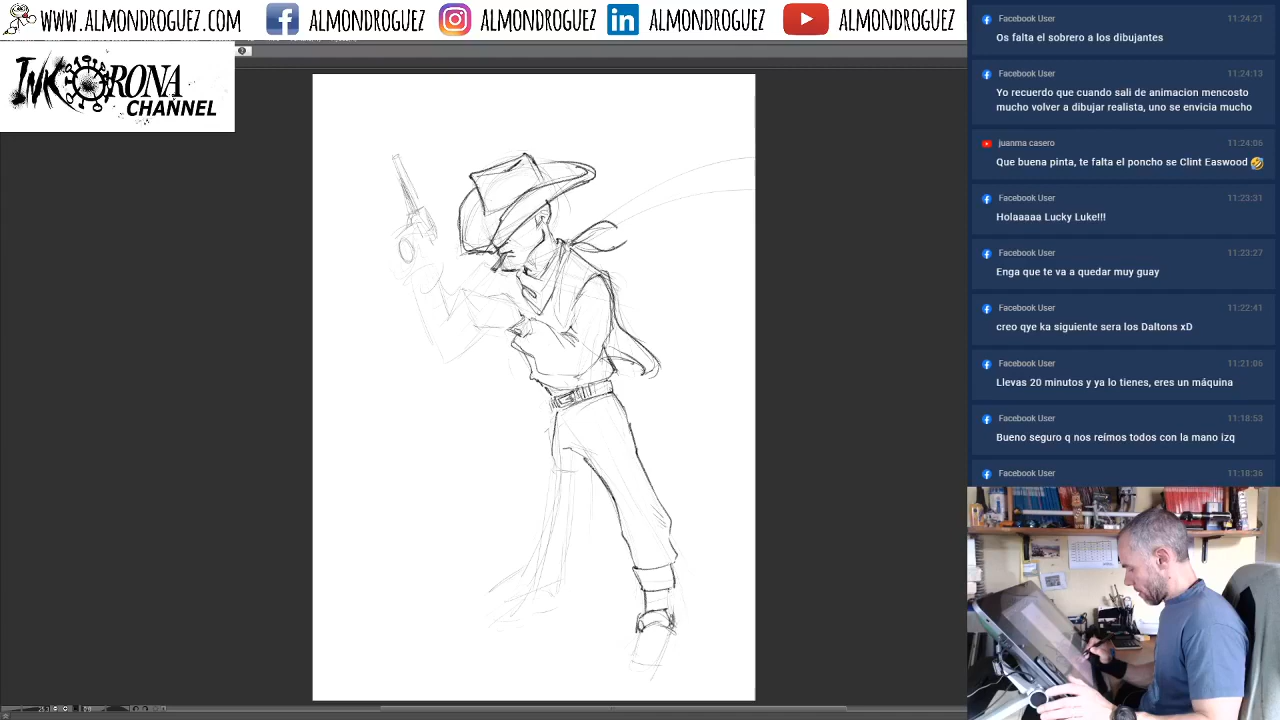 WWW.ALMONDROGUEZ.COM
ALMONDROGUEZ
ALMONDROGUEZ
ALMONDROGUEZ
ALMONDROGUEZ
INKORONA
CHANNEL
Facebook User 11:24:21
Os falta el sobrero a los dibujantes
Facebook User 11:24:13
Yo recuerdo que cuando sali de animacion mencosto
mucho volver a dibujar realista, uno se envicia mucho
juanma casero 11:24:06
Que buena pinta, te falta el poncho se Clint Easwood 🤣
Facebook User 11:23:31
Holaaaaa Lucky Luke!!!
Facebook User 11:23:27
Enga que te va a quedar muy guay
Facebook User 11:22:41
creo qye ka siguiente sera los Daltons xD
Facebook User 11:21:06
Llevas 20 minutos y ya lo tienes, eres un máquina
Facebook User 11:18:53
Bueno seguro q nos reímos todos con la mano izq
Facebook User 11:18:36